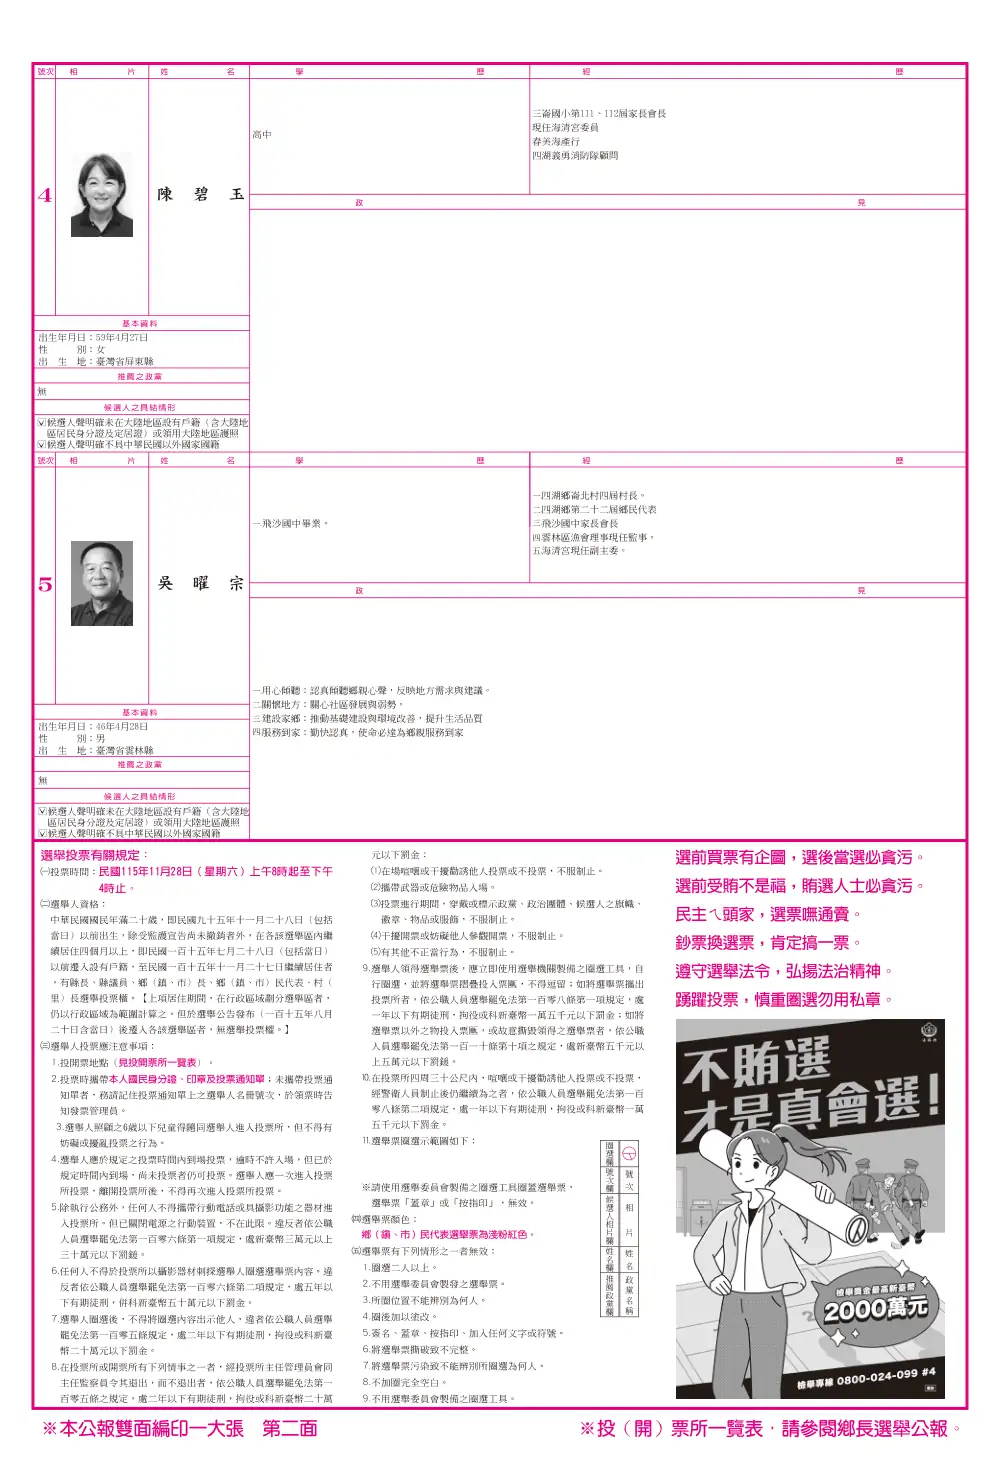 號次 相 片 姓 名 學 歷 經 歷
4
陳 碧 玉
高中
三崙國小第111、112屆家長會長
現任海清宮委員
春美海產行
四湖義勇消防隊顧問
政 見
基本資料
出生年月日：59年4月27日
性 別：女
出 生 地：臺灣省屏東縣
推薦之政黨
無
候選人之具結情形
☑候選人聲明確未在大陸地區設有戶籍（含大陸地
區居民身分證及定居證）或領用大陸地區護照
☑候選人聲明確不具中華民國以外國家國籍
號次 相 片 姓 名 學 歷 經 歷
5
吳 曜 宗
一飛沙國中畢業。
一四湖鄉崙北村四屆村長。
二四湖鄉第二十二屆鄉民代表
三飛沙國中家長會長
四雲林區漁會理事現任監事。
五海清宮現任副主委。
政 見
一用心傾聽：認真傾聽鄉親心聲，反映地方需求與建議。
二關懷地方：關心社區發展與弱勢。
三建設家鄉：推動基礎建設與環境改善，提升生活品質
四服務到家：勤快認真，使命必達為鄉親服務到家
基本資料
出生年月日：46年4月28日
性 別：男
出 生 地：臺灣省雲林縣
推薦之政黨
無
候選人之具結情形
☑候選人聲明確未在大陸地區設有戶籍（含大陸地
區居民身分證及定居證）或領用大陸地區護照
☑候選人聲明確不具中華民國以外國家國籍
選舉投票有關規定：
㈠投票時間：民國115年11月28日（星期六）上午8時起至下午
4時止。
㈡選舉人資格：
中華民國國民年滿二十歲，即民國九十五年十一月二十八日（包括
當日）以前出生，除受監護宣告尚未撤銷者外，在各該選舉區內繼
續居住四個月以上，即民國一百十五年七月二十八日（包括當日）
以前遷入設有戶籍，至民國一百十五年十一月二十七日繼續居住者
，有縣長、縣議員、鄉（鎮、市）長、鄉（鎮、市）民代表、村（
里）長選舉投票權。【上項居住期間，在行政區域劃分選舉區者，
仍以行政區域為範圍計算之。但於選舉公告發布（一百十五年八月
二十日含當日）後遷入各該選舉區者，無選舉投票權。】
㈢選舉人投票應注意事項：
1.投開票地點（見投開票所一覽表）。
2.投票時攜帶本人國民身分證、印章及投票通知單；未攜帶投票通
知單者，務請記住投票通知單上之選舉人名冊號次，於領票時告
知發票管理員。
3.選舉人照顧之6歲以下兒童得隨同選舉人進入投票所，但不得有
妨礙或擾亂投票之行為。
4.選舉人應於規定之投票時間內到場投票，逾時不許入場，但已於
規定時間內到場，尚未投票者仍可投票。選舉人應一次進入投票
所投票，離開投票所後，不得再次進入投票所投票。
5.除執行公務外，任何人不得攜帶行動電話或具攝影功能之器材進
入投票所。但已關閉電源之行動裝置，不在此限。違反者依公職
人員選舉罷免法第一百零六條第一項規定，處新臺幣三萬元以上
三十萬元以下罰鍰。
6.任何人不得於投票所以攝影器材刺探選舉人圈選選舉票內容。違
反者依公職人員選舉罷免法第一百零六條第二項規定，處五年以
下有期徒刑，併科新臺幣五十萬元以下罰金。
7.選舉人圈選後，不得將圈選內容出示他人，違者依公職人員選舉
罷免法第一百零五條規定，處二年以下有期徒刑，拘役或科新臺
幣二十萬元以下罰金。
8.在投票所或開票所有下列情事之一者，經投票所主任管理員會同
主任監察員令其退出，而不退出者，依公職人員選舉罷免法第一
百零五條之規定，處二年以下有期徒刑，拘役或科新臺幣二十萬
元以下罰金：
⑴在場喧嚷或干擾勸誘他人投票或不投票，不服制止。
⑵攜帶武器或危險物品入場。
⑶投票進行期間，穿戴或標示政黨、政治團體、候選人之旗幟、
徽章、物品或服飾，不服制止。
⑷干擾開票或妨礙他人參觀開票，不服制止。
⑸有其他不正當行為，不服制止。
9.選舉人領得選舉票後，應立即使用選舉機關製備之圈選工具，自
行圈選，並將選舉票摺疊投入票匭，不得逗留；如將選舉票攜出
投票所者，依公職人員選舉罷免法第一百零八條第一項規定，處
一年以下有期徒刑，拘役或科新臺幣一萬五千元以下罰金；如將
選舉票以外之物投入票匭，或故意撕毀領得之選舉票者，依公職
人員選舉罷免法第一百一十條第十項之規定，處新臺幣五千元以
上五萬元以下罰鍰。
10.在投票所四周三十公尺內，喧嚷或干擾勸誘他人投票或不投票，
經警衛人員制止後仍繼續為之者，依公職人員選舉罷免法第一百
零八條第二項規定，處一年以下有期徒刑，拘役或科新臺幣一萬
五千元以下罰金。
11.選舉票圈選示範圖如下：
圈選欄
號次欄 號次
候選人相片欄 相片
姓名欄 姓名
推薦政黨欄 政黨名稱
※請使用選舉委員會製備之圈選工具圈蓋選舉票，
選舉票「蓋章」或「按指印」，無效。
㈣選舉票顏色：
鄉（鎮、市）民代表選舉票為淺粉紅色。
㈤選舉票有下列情形之一者無效：
1.圈選二人以上。
2.不用選舉委員會製發之選舉票。
3.所圈位置不能辨別為何人。
4.圈後加以塗改。
5.簽名、蓋章、按指印、加入任何文字或符號。
6.將選舉票撕破致不完整。
7.將選舉票污染致不能辨別所圈選為何人。
8.不加圈完全空白。
9.不用選舉委員會製備之圈選工具。
選前買票有企圖，選後當選必貪污。
選前受賄不是福，賄選人士必貪污。
民主ㄟ頭家，選票嘸通賣。
鈔票換選票，肯定搞一票。
遵守選舉法令，弘揚法治精神。
踴躍投票，慎重圈選勿用私章。
不賄選
才是真會選!
檢舉獎金最高新臺幣
2000萬元
檢舉專線 0800-024-099 #4
※本公報雙面編印一大張 第二面
※投（開）票所一覽表，請參閱鄉長選舉公報。